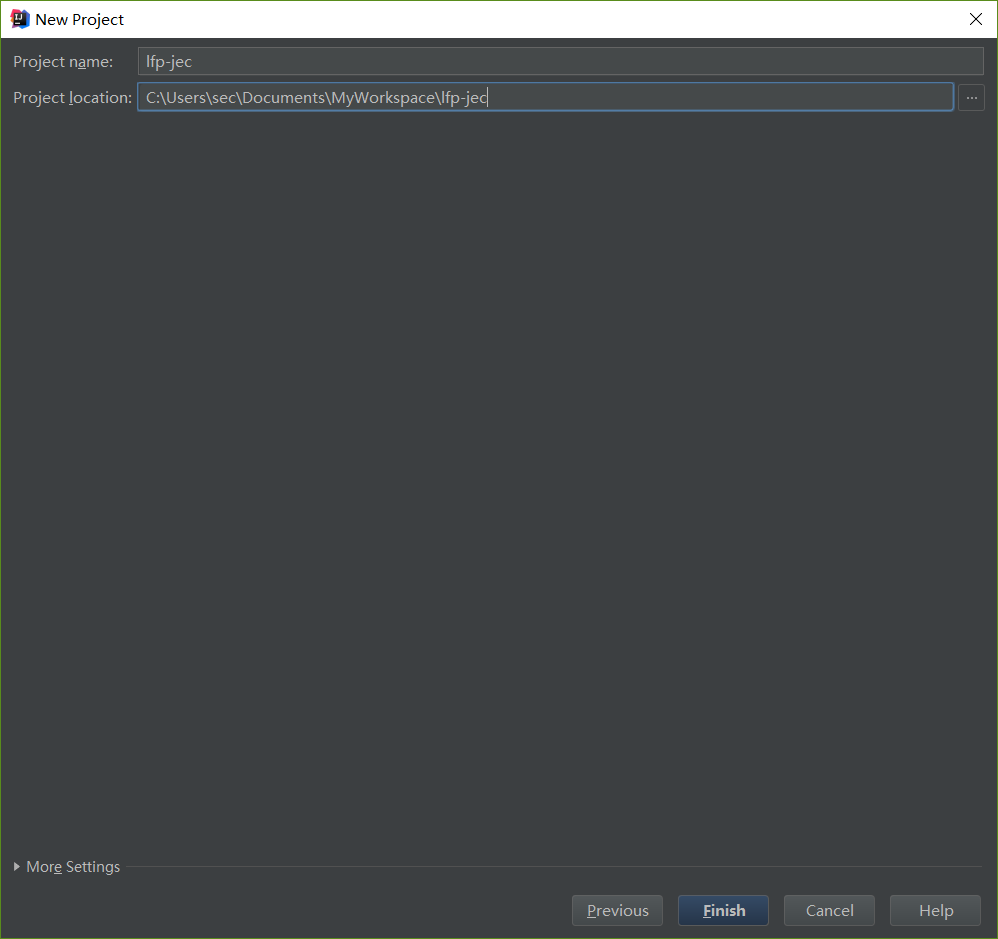 New Project
Project name: lfp-jec
Project location: C:\Users\sec\Documents\MyWorkspace\lfp-jec ...
More Settings
Previous Finish Cancel Help